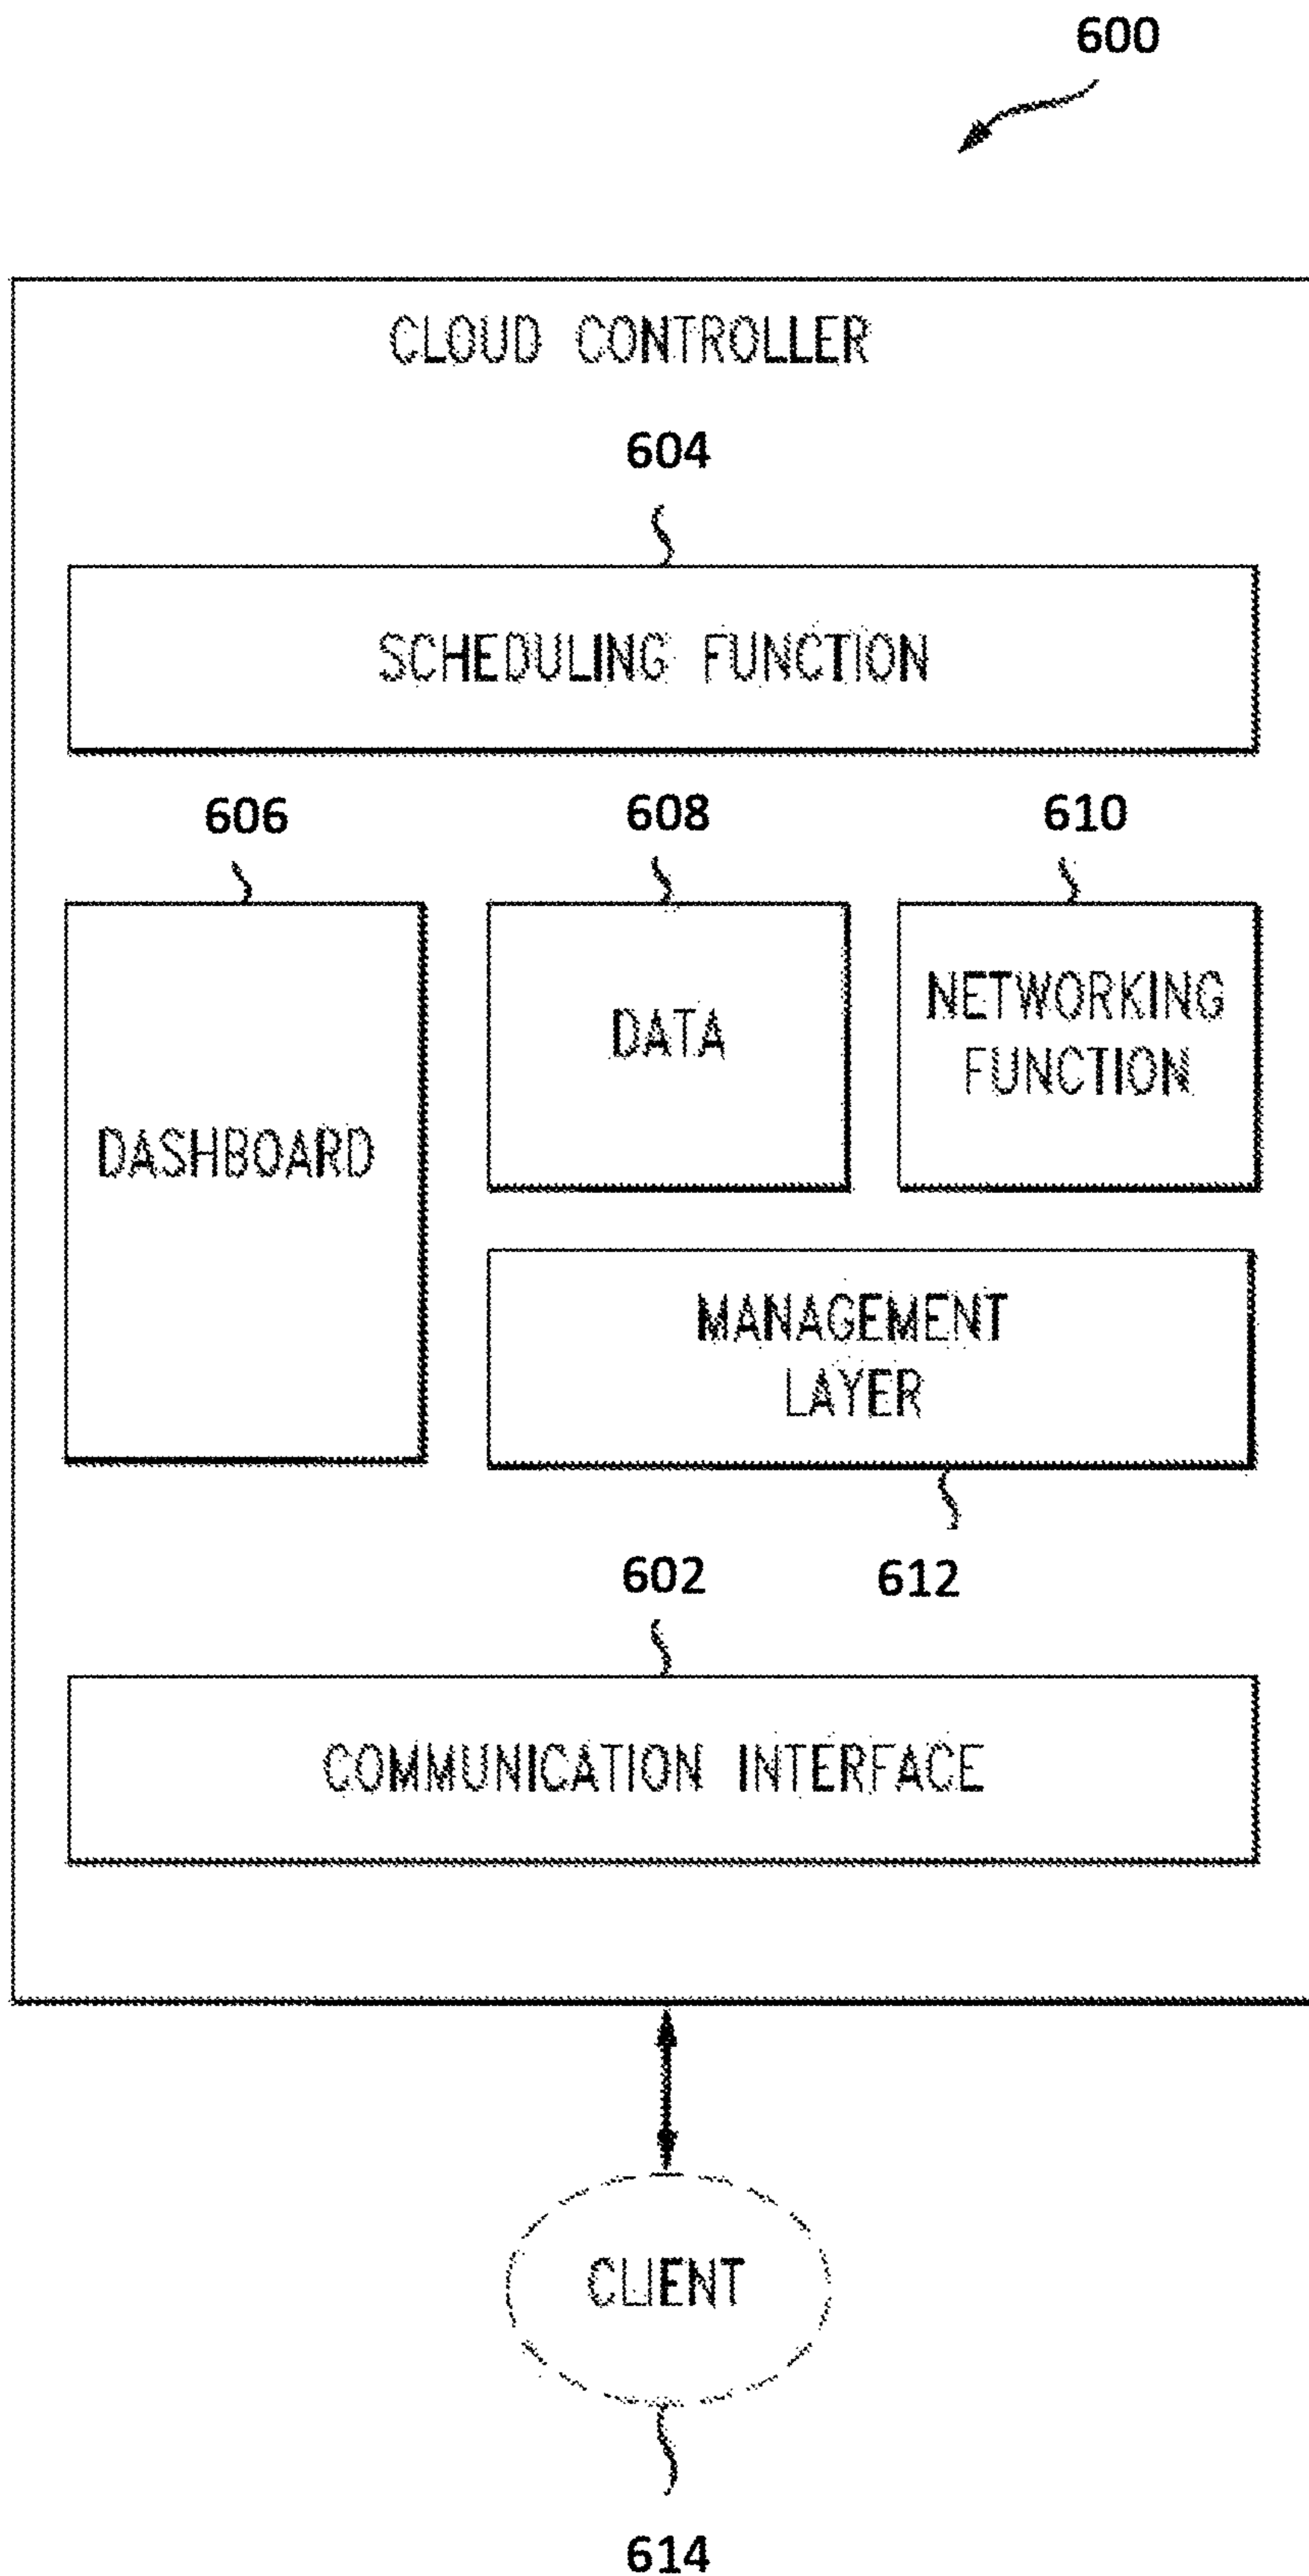 600
CLOUD CONTROLLER
604
SCHEDULING FUNCTION
606
608
610
DASHBOARD
DATA
NETWORKING
FUNCTION
MANAGEMENT
LAYER
602
612
COMMUNICATION INTERFACE
CLIENT
614